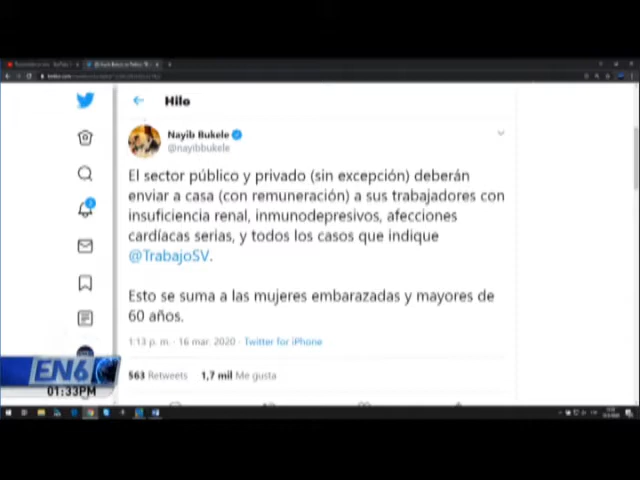 Hilo
Nayib Bukele
@nayibbukele
El sector público y privado (sin excepción) deberán
enviar a casa (con remuneración) a sus trabajadores con
insuficiencia renal, inmunodepresivos, afecciones
cardíacas serias, y todos los casos que indique
@TrabajoSV.
Esto se suma a las mujeres embarazadas y mayores de
60 años.
1:13 p. m. · 16 mar. 2020 · Twitter for iPhone
563 Retweets 1,7 mil Me gusta
EN6
01:33PM